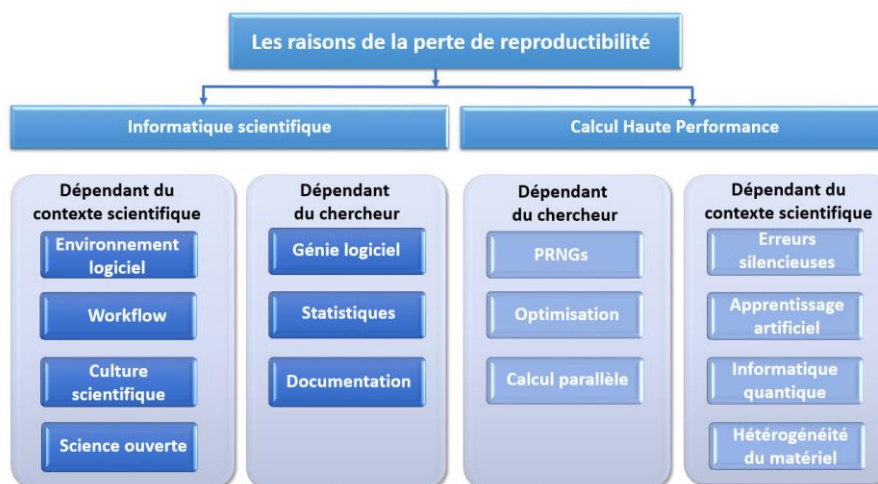 Les raisons de la perte de reproductibilité
Informatique scientifique
Calcul Haute Performance
Dépendant du
contexte scientifique
Environnement
logiciel
Workflow
Culture
scientifique
Science ouverte
Dépendant
du chercheur
Génie logiciel
Statistiques
Documentation
Dépendant
du chercheur
PRNGs
Optimisation
Calcul parallèle
Dépendant du
contexte scientifique
Erreurs
silencieuses
Apprentissage
artificiel
Informatique
quantique
Hétérogénéité
du matériel